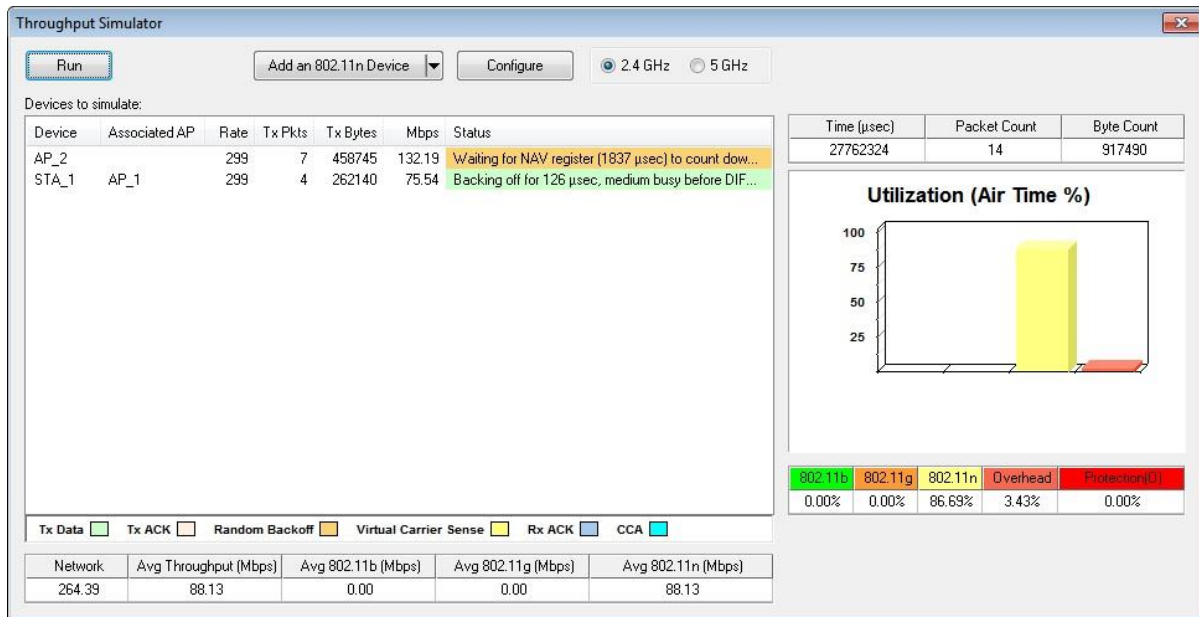 Throughput Simulator
Run Add an 802.11n Device Configure 2.4 GHz 5 GHz
Devices to simulate:
Device Associated AP Rate Tx Pkts Tx Bytes Mbps Status
AP_2 299 7 458745 132.19 Waiting for NAV register (1837 µsec) to count dow...
STA_1 AP_1 299 4 262140 75.54 Backing off for 126 µsec, medium busy before DIF...
Time (µsec) Packet Count Byte Count
27762324 14 917490
Utilization (Air Time %)
100
75
50
25
802.11b 802.11g 802.11n Overhead Protection(D)
0.00% 0.00% 86.69% 3.43% 0.00%
Tx Data Tx ACK Random Backoff Virtual Carrier Sense Rx ACK CCA
Network Avg Throughput (Mbps) Avg 802.11b (Mbps) Avg 802.11g (Mbps) Avg 802.11n (Mbps)
264.39 88.13 0.00 0.00 88.13